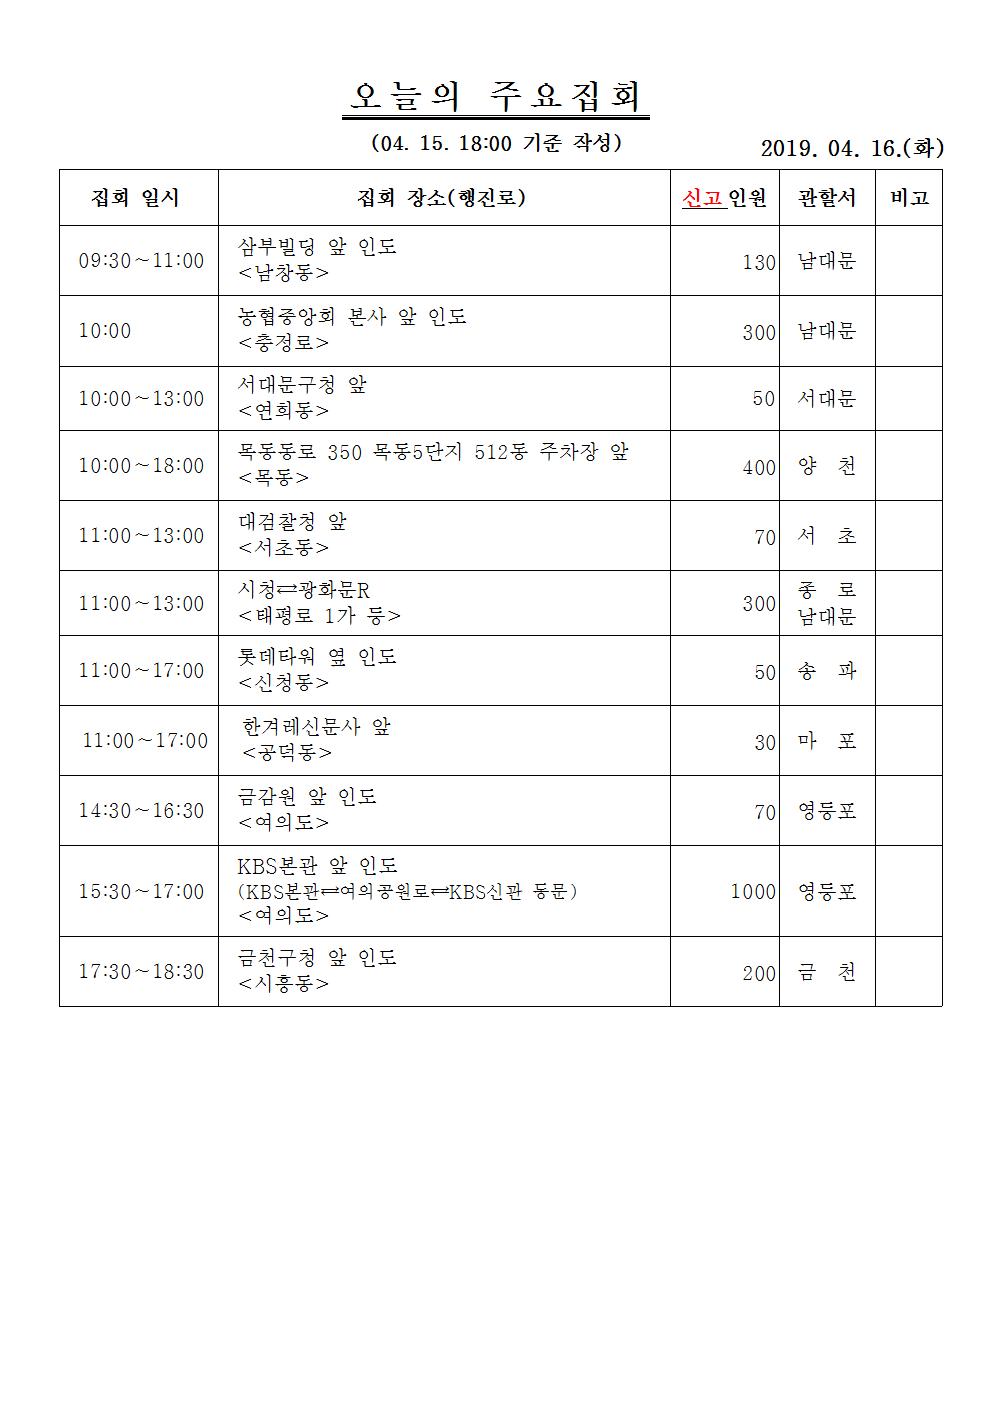 오늘의 주요집회
(04. 15. 18:00 기준 작성)
2019. 04. 16.(화)
집회 일시 집회 장소(행진로) 신고인원 관할서 비고
09:30~11:00 삼부빌딩 앞 인도 130 남대문
<남창동>
10:00 농협중앙회 본사 앞 인도 300 남대문
<충정로>
10:00~13:00 서대문구청 앞 50 서대문
<연희동>
10:00~18:00 목동동로 350 목동5단지 512동 주차장 앞 400 양 천
<목동>
11:00~13:00 대검찰청 앞 70 서 초
<서초동>
11:00~13:00 시청⇄광화문R 300 종 로
<태평로 1가 등> 남대문
11:00~17:00 롯데타워 옆 인도 50 송 파
<신청동>
11:00~17:00 한겨레신문사 앞 30 마 포
<공덕동>
14:30~16:30 금감원 앞 인도 70 영등포
<여의도>
15:30~17:00 KBS본관 앞 인도 1000 영등포
(KBS본관⇄여의공원로⇄KBS신관 동문)
<여의도>
17:30~18:30 금천구청 앞 인도 200 금 천
<시흥동>